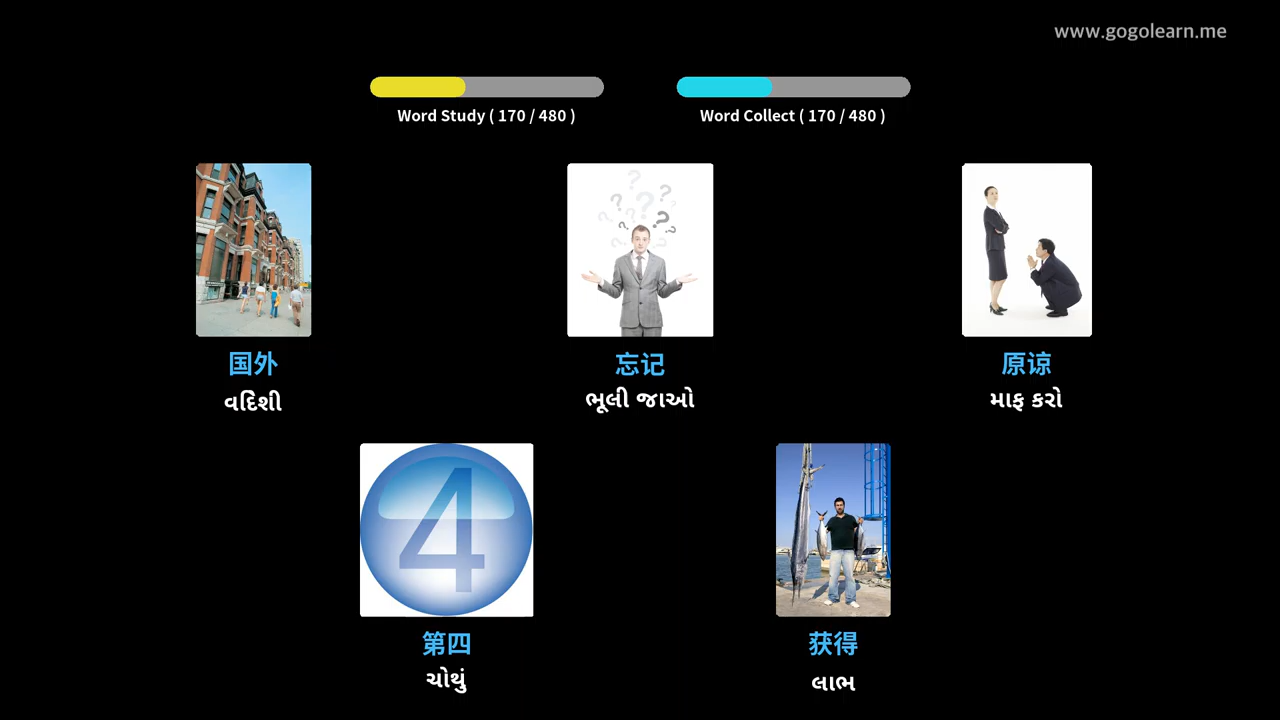 www.gogolearn.me
Word Study ( 170 / 480 )
Word Collect ( 170 / 480 )
国外
વિદેશી
忘记
ભૂલી જાઓ
原谅
માફ કરો
4
第四
ચોથું
获得
લાભ